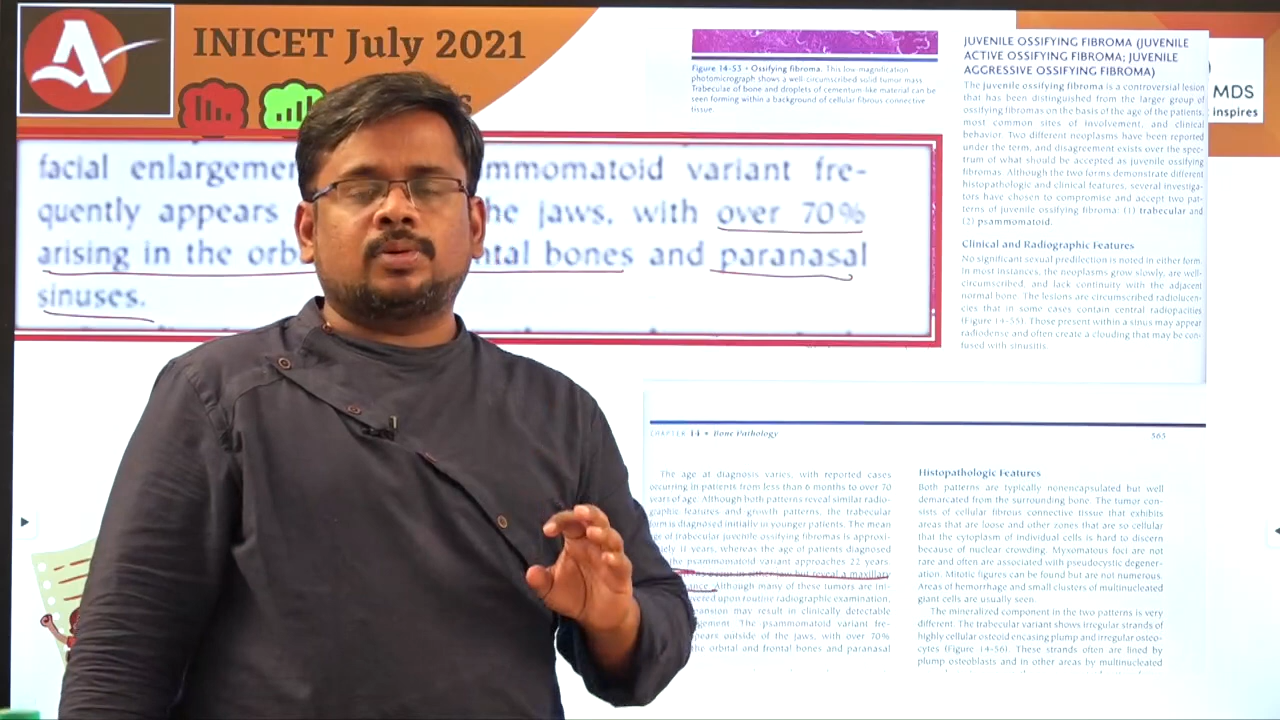 INICET July 2021
facial enlargemen mmomatoid variant fre-
quently appears he jaws, with over 70%
arising in the orb ntal bones and paranasal
sinuses.
Figure 14-53 • Ossifying fibroma. This low-magnification
photomicrograph shows a well-circumscribed solid tumor mass.
Trabeculae of bone and droplets of cementum-like material can be
seen forming within a background of cellular fibrous connective
tissue.
JUVENILE OSSIFYING FIBROMA (JUVENILE
ACTIVE OSSIFYING FIBROMA; JUVENILE
AGGRESSIVE OSSIFYING FIBROMA)
The juvenile ossifying fibroma is a controversial lesion
that has been distinguished from the larger group of
ossifying fibromas on the basis of the age of the patients,
most common sites of involvement, and clinical
behavior. Two different neoplasms have been reported
under the term, and disagreement exists over the spec-
trum of what should be accepted as juvenile ossifying
fibromas. Although the two forms demonstrate different
histopathologic and clinical features, several investiga-
tors have chosen to compromise and accept two pat-
terns of juvenile ossifying fibroma: (1) trabecular and
(2) psammomatoid.
Clinical and Radiographic Features
No significant sexual predilection is noted in either form.
In most instances, the neoplasms grow slowly, are well-
circumscribed, and lack continuity with the adjacent
normal bone. The lesions are circumscribed radiolucen-
cies that in some cases contain central radiopacities
(Figure 14-55). Those present within a sinus may appear
radiodense and often create a clouding that may be con-
fused with sinusitis.
MDS
inspires
CHAPTER 14 • Bone Pathology 565
The age at diagnosis varies, with reported cases
occurring in patients from less than 6 months to over 70
years of age. Although both patterns reveal similar radio-
graphic features and growth patterns, the trabecular
form is diagnosed initially in younger patients. The mean
ge of trabecular juvenile ossifying fibromas is approxi-
ely 11 years, whereas the age of patients diagnosed
the psammomatoid variant approaches 22 years.
in either jaw but reveal a maxillary
ance. Although many of these tumors are ini-
vered upon routine radiographic examination,
pansion may result in clinically detectable
gement. The psammomatoid variant fre-
pears outside of the jaws, with over 70%
the orbital and frontal bones and paranasal
Histopathologic Features
Both patterns are typically nonencapsulated but well
demarcated from the surrounding bone. The tumor con-
sists of cellular fibrous connective tissue that exhibits
areas that are loose and other zones that are so cellular
that the cytoplasm of individual cells is hard to discern
because of nuclear crowding. Myxomatous foci are not
rare and often are associated with pseudocystic degener-
ation. Mitotic figures can be found but are not numerous.
Areas of hemorrhage and small clusters of multinucleated
giant cells are usually seen.
The mineralized component in the two patterns is very
different. The trabecular variant shows irregular strands of
highly cellular osteoid encasing plump and irregular osteo-
cytes (Figure 14-56). These strands often are lined by
plump osteoblasts and in other areas by multinucleated